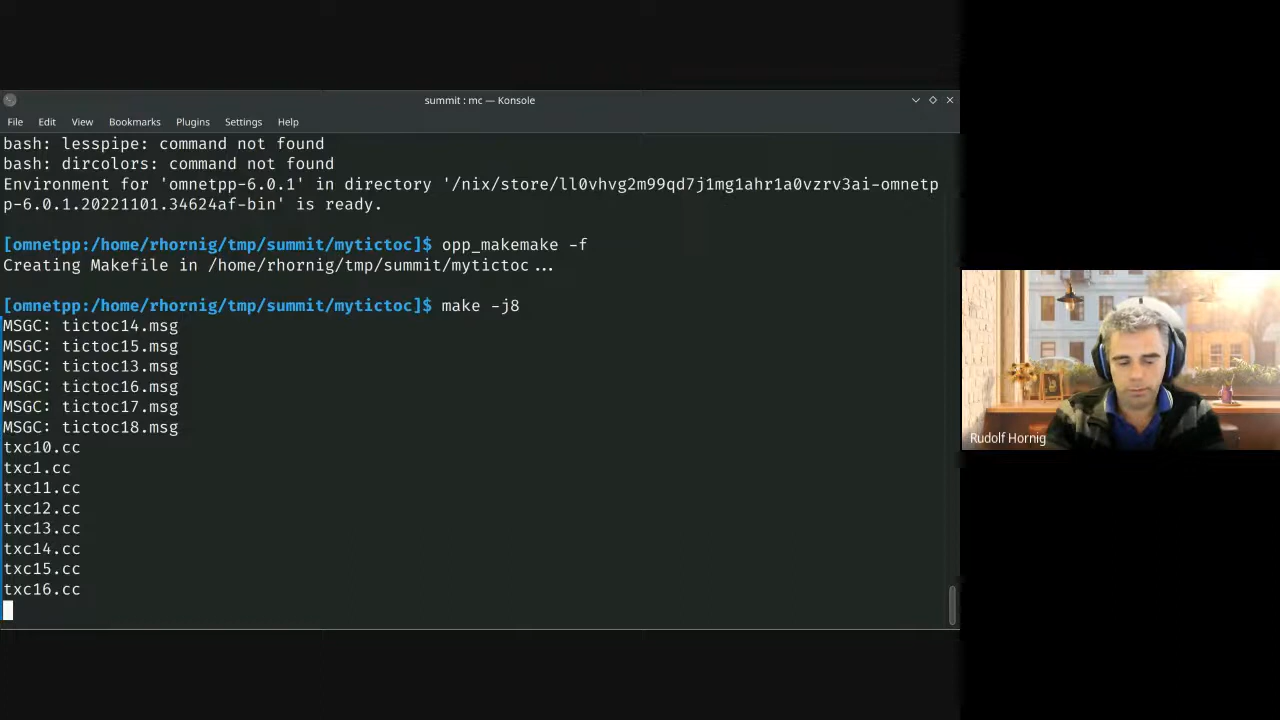 summit : mc — Konsole
File Edit View Bookmarks Plugins Settings Help
bash: lesspipe: command not found
bash: dircolors: command not found
Environment for 'omnetpp-6.0.1' in directory '/nix/store/ll0vhvg2m99qd7j1mg1ahr1a0vzrv3ai-omnetp
p-6.0.1.20221101.34624af-bin' is ready.
[omnetpp:/home/rhornig/tmp/summit/mytictoc]$ opp_makemake -f
Creating Makefile in /home/rhornig/tmp/summit/mytictoc...
[omnetpp:/home/rhornig/tmp/summit/mytictoc]$ make -j8
MSGC: tictoc14.msg
MSGC: tictoc15.msg
MSGC: tictoc13.msg
MSGC: tictoc16.msg
MSGC: tictoc17.msg
MSGC: tictoc18.msg
txc10.cc
txc1.cc
txc11.cc
txc12.cc
txc13.cc
txc14.cc
txc15.cc
txc16.cc
Rudolf Hornig